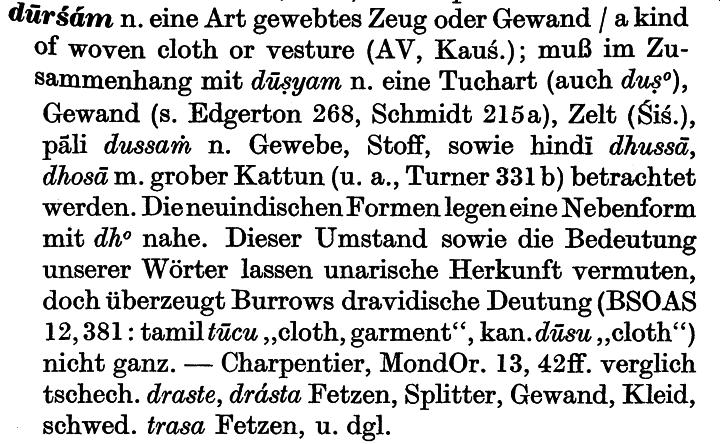 dūrśám n. eine Art gewebtes Zeug oder Gewand / a kind
of woven cloth or vesture (AV, Kauś.); muß im Zu-
sammenhang mit dūṣyam n. eine Tuchart (auch duṣ⁰),
Gewand (s. Edgerton 268, Schmidt 215a), Zelt (Śiś.),
pāli dussaṁ n. Gewebe, Stoff, sowie hindī dhussā,
dhosā m. grober Kattun (u. a., Turner 331 b) betrachtet
werden. Die neuindischen Formen legen eine Nebenform
mit dh⁰ nahe. Dieser Umstand sowie die Bedeutung
unserer Wörter lassen unarische Herkunft vermuten,
doch überzeugt Burrows dravidische Deutung (BSOAS
12,381: tamil tūcu „cloth, garment“, kan. dūsu „cloth“)
nicht ganz. — Charpentier, MondOr. 13, 42ff. verglich
tschech. draste, drásta Fetzen, Splitter, Gewand, Kleid,
schwed. trasa Fetzen, u. dgl.